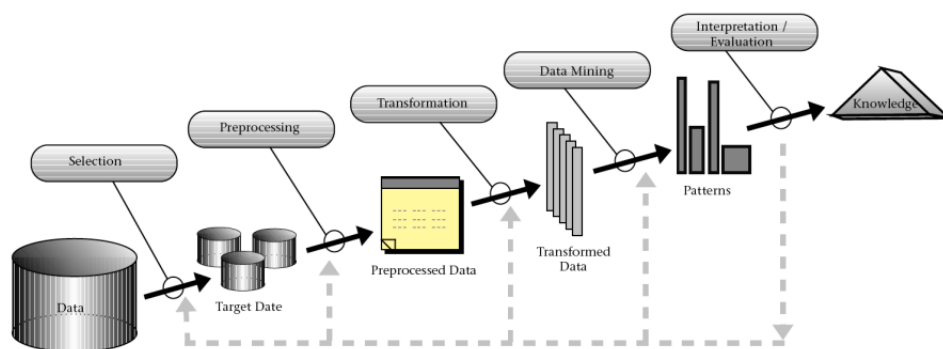 Interpretation /
Evaluation
Data Mining
Transformation
Preprocessing
Selection
Knowledge
Patterns
Transformed
Data
Preprocessed Data
Target Date
Data